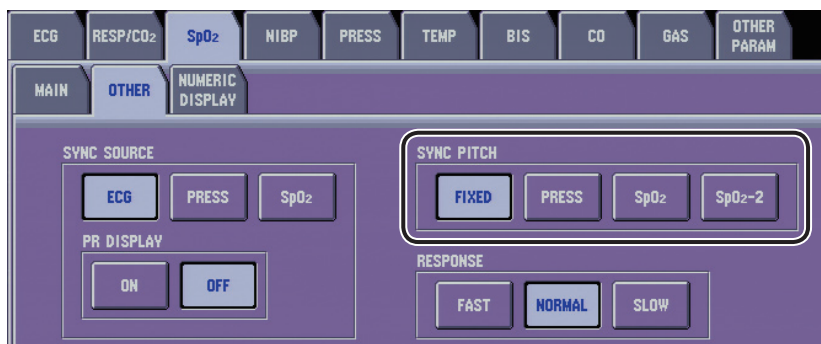 ECG RESP/CO2 SpO2 NIBP PRESS TEMP BIS CO GAS OTHER PARAM
MAIN OTHER NUMERIC DISPLAY
SYNC SOURCE
ECG PRESS SpO2
PR DISPLAY
ON OFF
SYNC PITCH
FIXED PRESS SpO2 SpO2-2
RESPONSE
FAST NORMAL SLOW